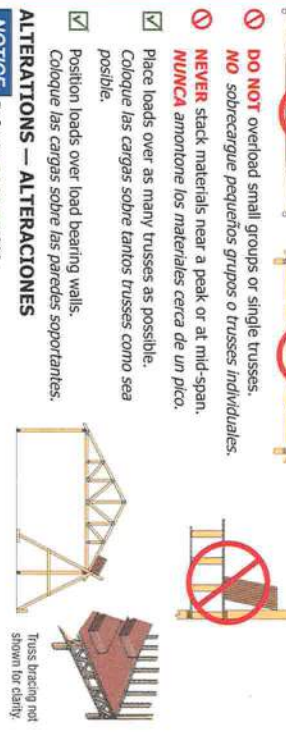 DO NOT overload small groups or single trusses.
NO sobrecargue pequeños grupos o trusses individuales.
NEVER stack materials near a peak or at mid-span.
NUNCA amontone los materiales cerca de un pico.
Place loads over as many trusses as possible.
Coloque las cargas sobre tantos trusses como sea
posible.
Position loads over load bearing walls.
Coloque las cargas sobre las paredes soportantes.
Truss bracing not
shown for clarity.
ALTERATIONS — ALTERACIONES
NOTICE